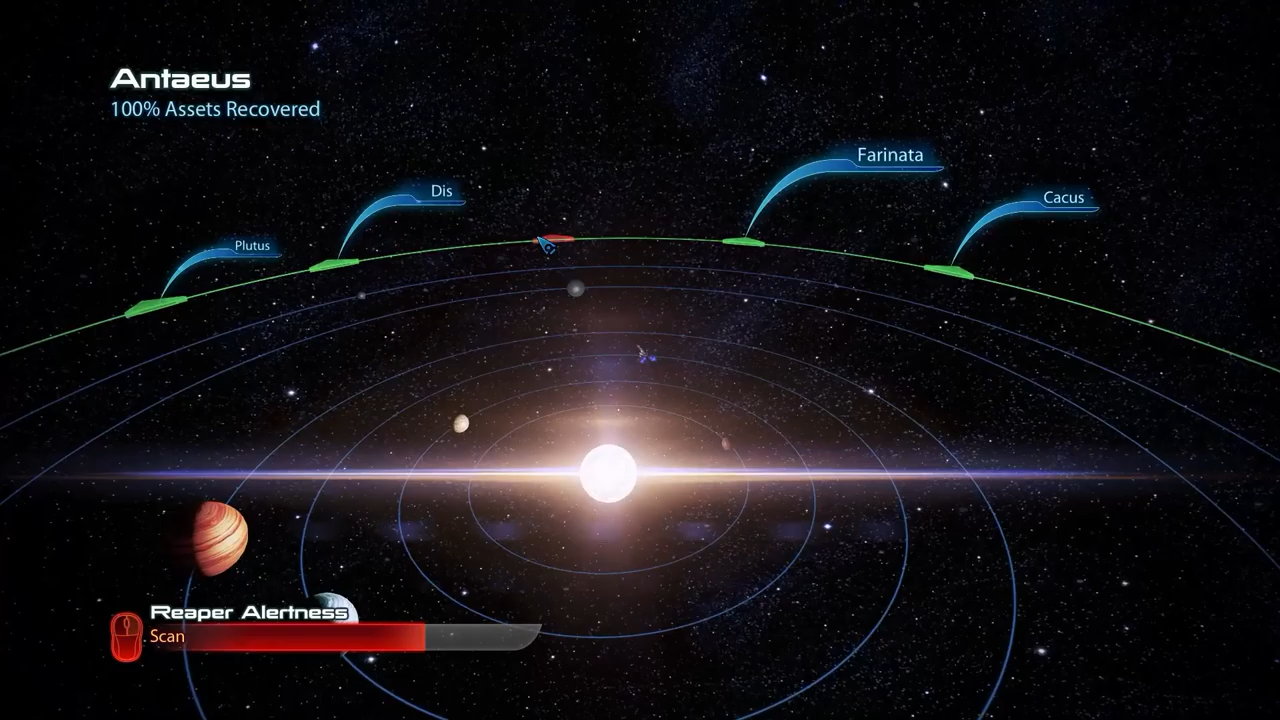 Antaeus
100% Assets Recovered
Farinata
Dis
Cacus
Plutus
Reaper Alertness
Scan